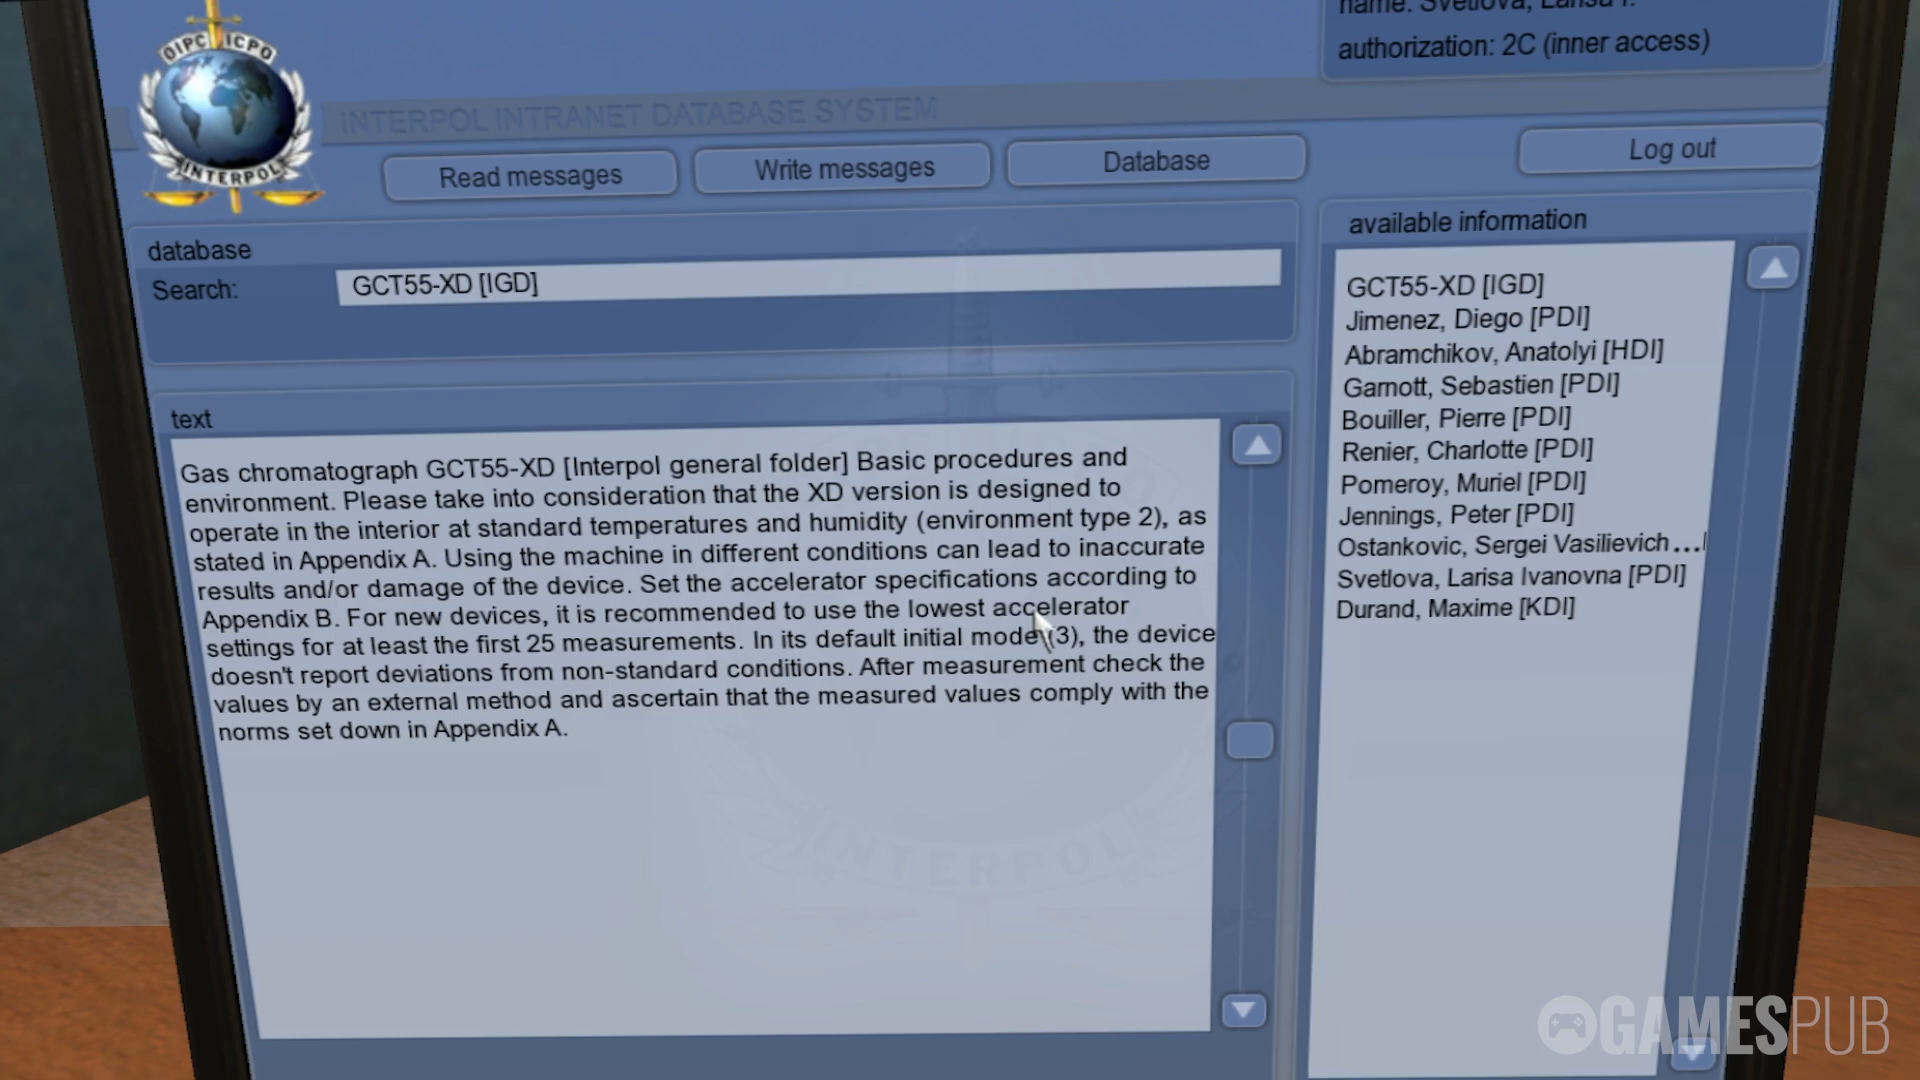 name: Svetlova, Larisa I.
authorization: 2C (inner access)
OIPC ICPO
INTERPOL
INTERPOL INTRANET DATABASE SYSTEM
Read messages
Write messages
Database
Log out
database
Search:
GCT55-XD [IGD]
available information
GCT55-XD [IGD]
Jimenez, Diego [PDI]
Abramchikov, Anatolyi [HDI]
Garnott, Sebastien [PDI]
Bouiller, Pierre [PDI]
Renier, Charlotte [PDI]
Pomeroy, Muriel [PDI]
Jennings, Peter [PDI]
Ostankovic, Sergei Vasilievich ...
Svetlova, Larisa Ivanovna [PDI]
Durand, Maxime [KDI]
text
Gas chromatograph GCT55-XD [Interpol general folder] Basic procedures and
environment. Please take into consideration that the XD version is designed to
operate in the interior at standard temperatures and humidity (environment type 2), as
stated in Appendix A. Using the machine in different conditions can lead to inaccurate
results and/or damage of the device. Set the accelerator specifications according to
Appendix B. For new devices, it is recommended to use the lowest accelerator
settings for at least the first 25 measurements. In its default initial mode (3), the device
doesn't report deviations from non-standard conditions. After measurement check the
values by an external method and ascertain that the measured values comply with the
norms set down in Appendix A.
INTERPOL
GAMESPUB